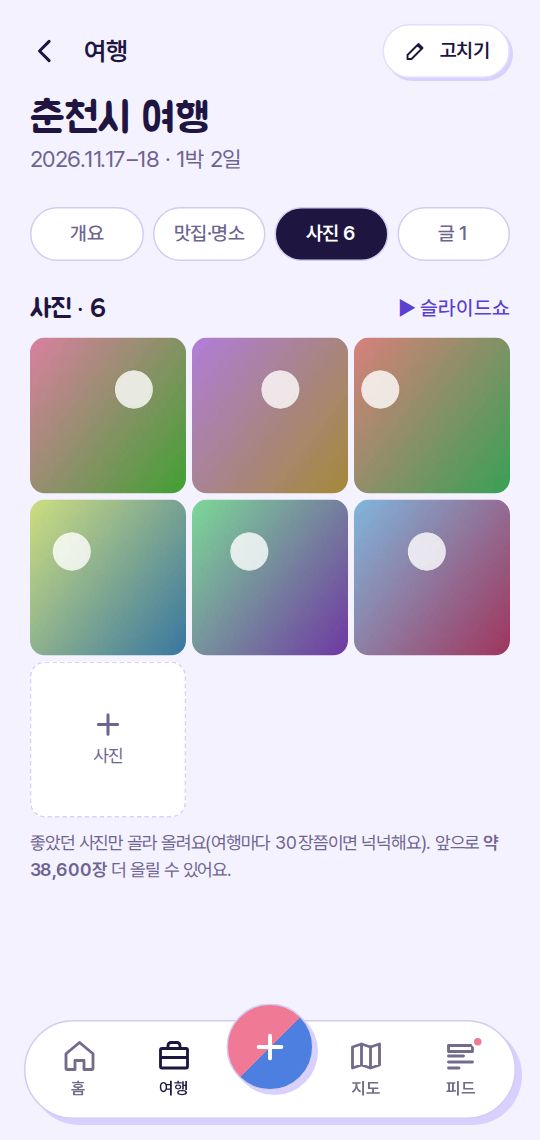 여행
고치기
춘천시 여행
2026.11.17–18 · 1박 2일
개요
맛집·명소
사진 6
글 1
사진 · 6
▶ 슬라이드쇼
사진
좋았던 사진만 골라 올려요(여행마다 30장쯤이면 넉넉해요). 앞으로 약
38,600장 더 올릴 수 있어요.
홈
여행
지도
피드